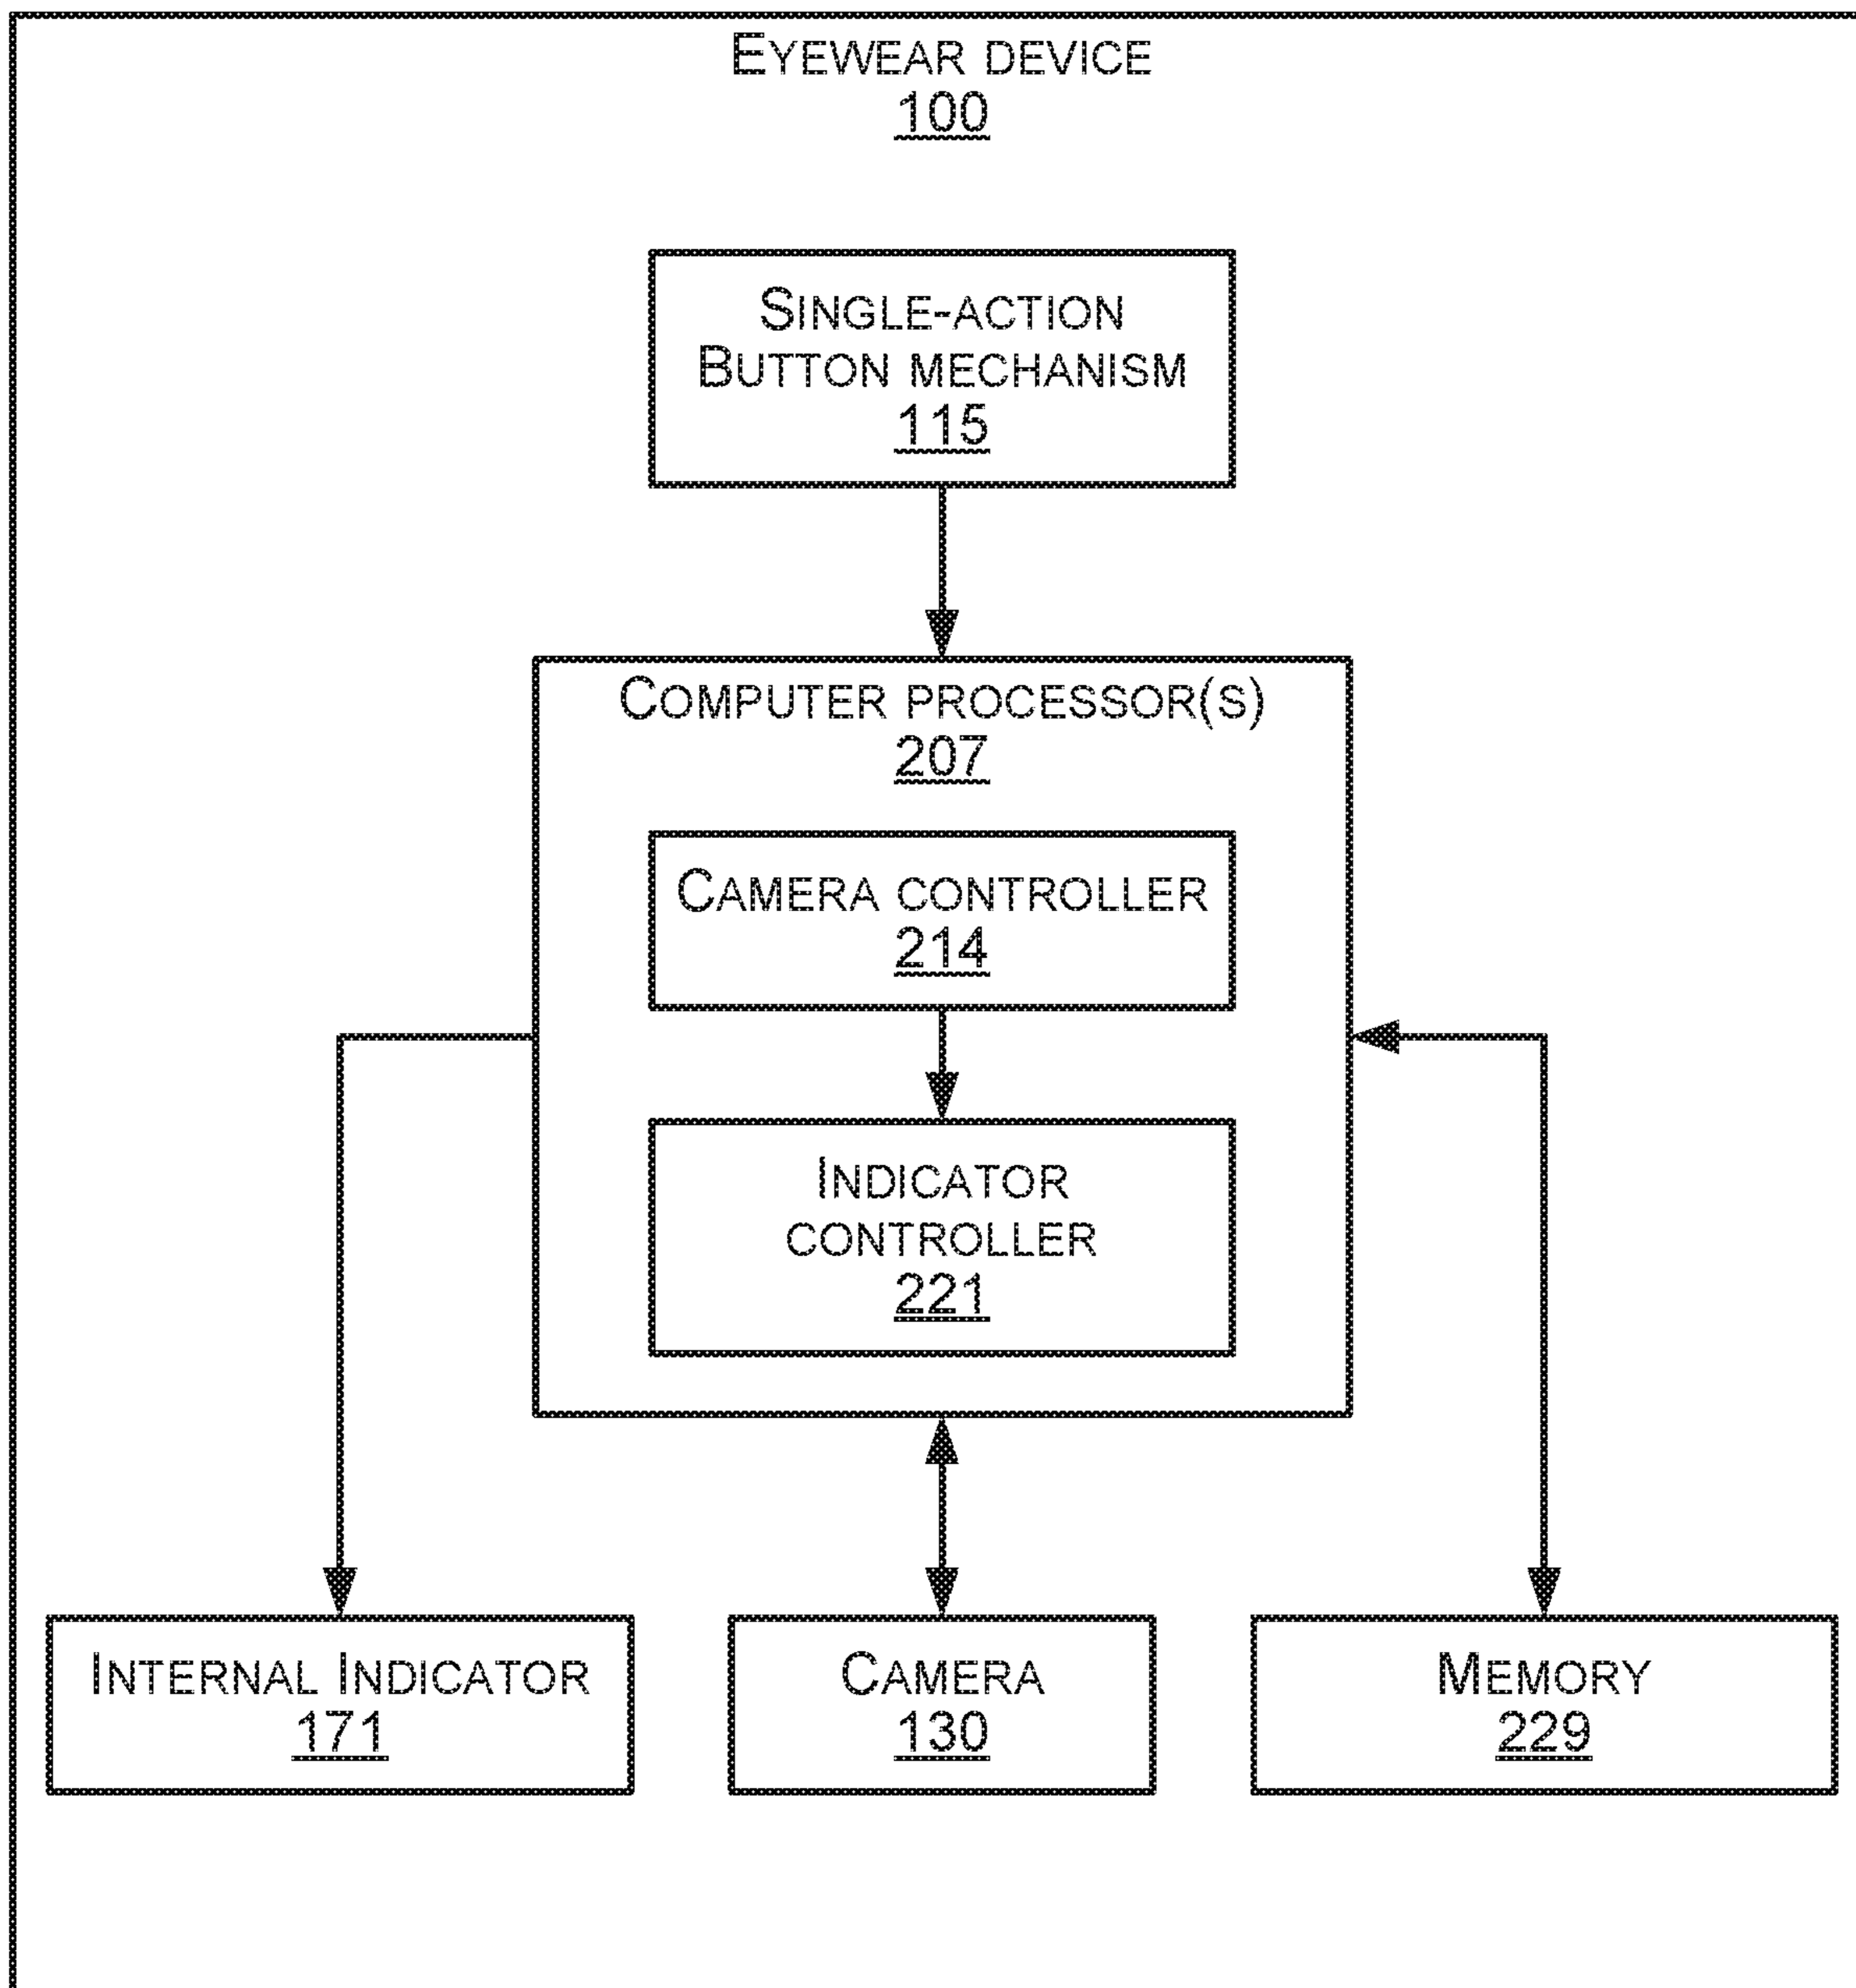 EYEWEAR DEVICE
100
SINGLE-ACTION
BUTTON MECHANISM
115
COMPUTER PROCESSOR(S)
207
CAMERA CONTROLLER
214
INDICATOR
CONTROLLER
221
INTERNAL INDICATOR
171
CAMERA
130
MEMORY
229